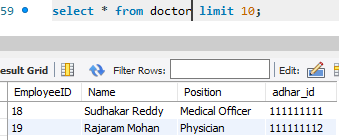 59 select * from doctor limit 10;
esult Grid Filter Rows: Edit:
EmployeeID Name Position adhar_id
18 Sudhakar Reddy Medical Officer 111111111
19 Rajaram Mohan Physician 111111112